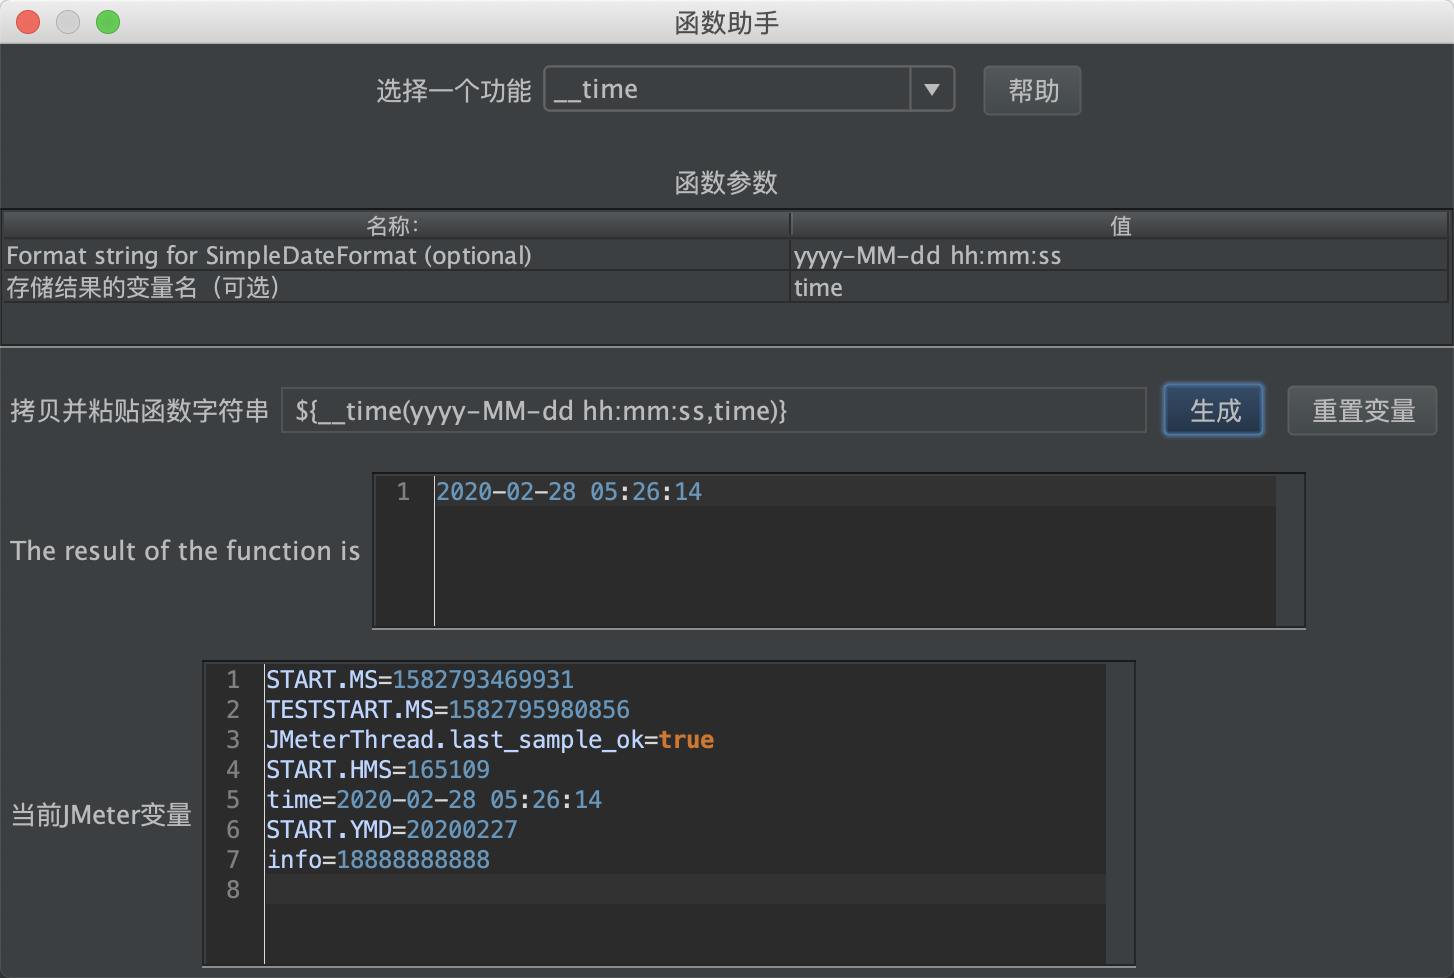 函数助手
选择一个功能 __time 帮助
函数参数
名称: 值
Format string for SimpleDateFormat (optional) yyyy-MM-dd hh:mm:ss
存储结果的变量名（可选） time
拷贝并粘贴函数字符串 ${__time(yyyy-MM-dd hh:mm:ss,time)} 生成 重置变量
The result of the function is
1 2020-02-28 05:26:14
当前JMeter变量
1 START.MS=1582793469931
2 TESTSTART.MS=1582795980856
3 JMeterThread.last_sample_ok=true
4 START.HMS=165109
5 time=2020-02-28 05:26:14
6 START.YMD=20200227
7 info=18888888888
8